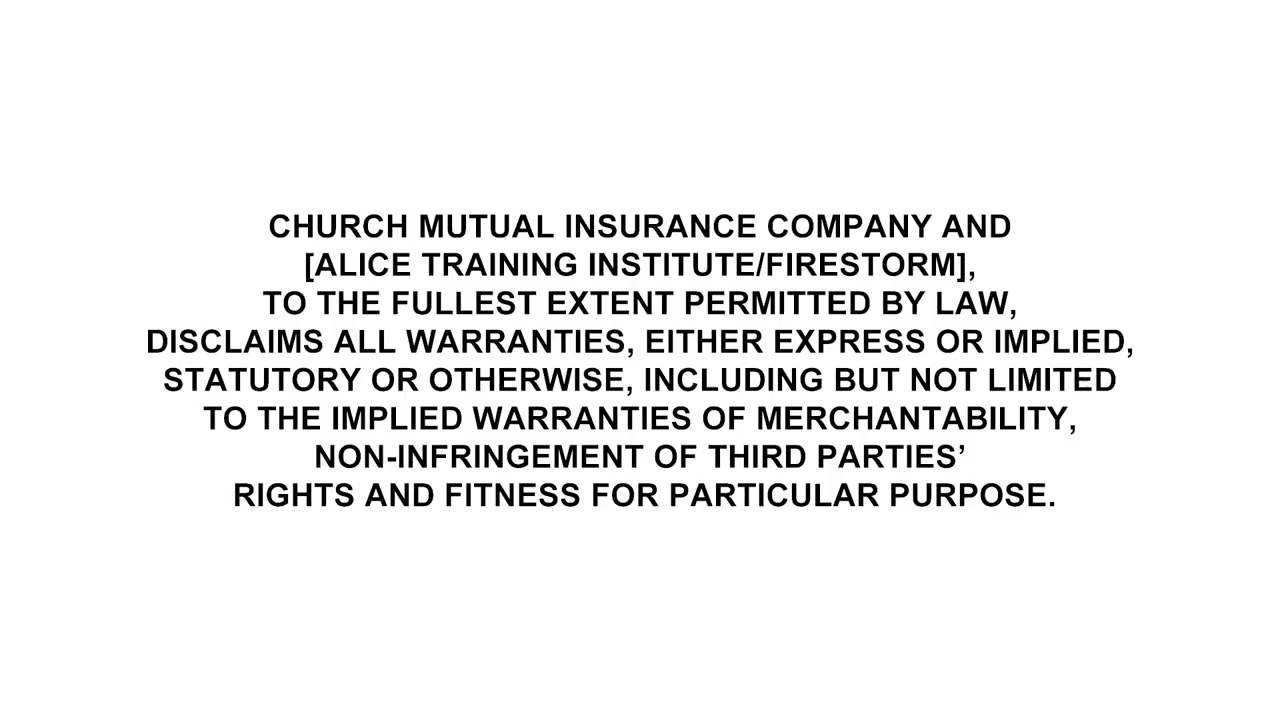 CHURCH MUTUAL INSURANCE COMPANY AND
[ALICE TRAINING INSTITUTE/FIRESTORM],
TO THE FULLEST EXTENT PERMITTED BY LAW,
DISCLAIMS ALL WARRANTIES, EITHER EXPRESS OR IMPLIED,
STATUTORY OR OTHERWISE, INCLUDING BUT NOT LIMITED
TO THE IMPLIED WARRANTIES OF MERCHANTABILITY,
NON-INFRINGEMENT OF THIRD PARTIES’
RIGHTS AND FITNESS FOR PARTICULAR PURPOSE.